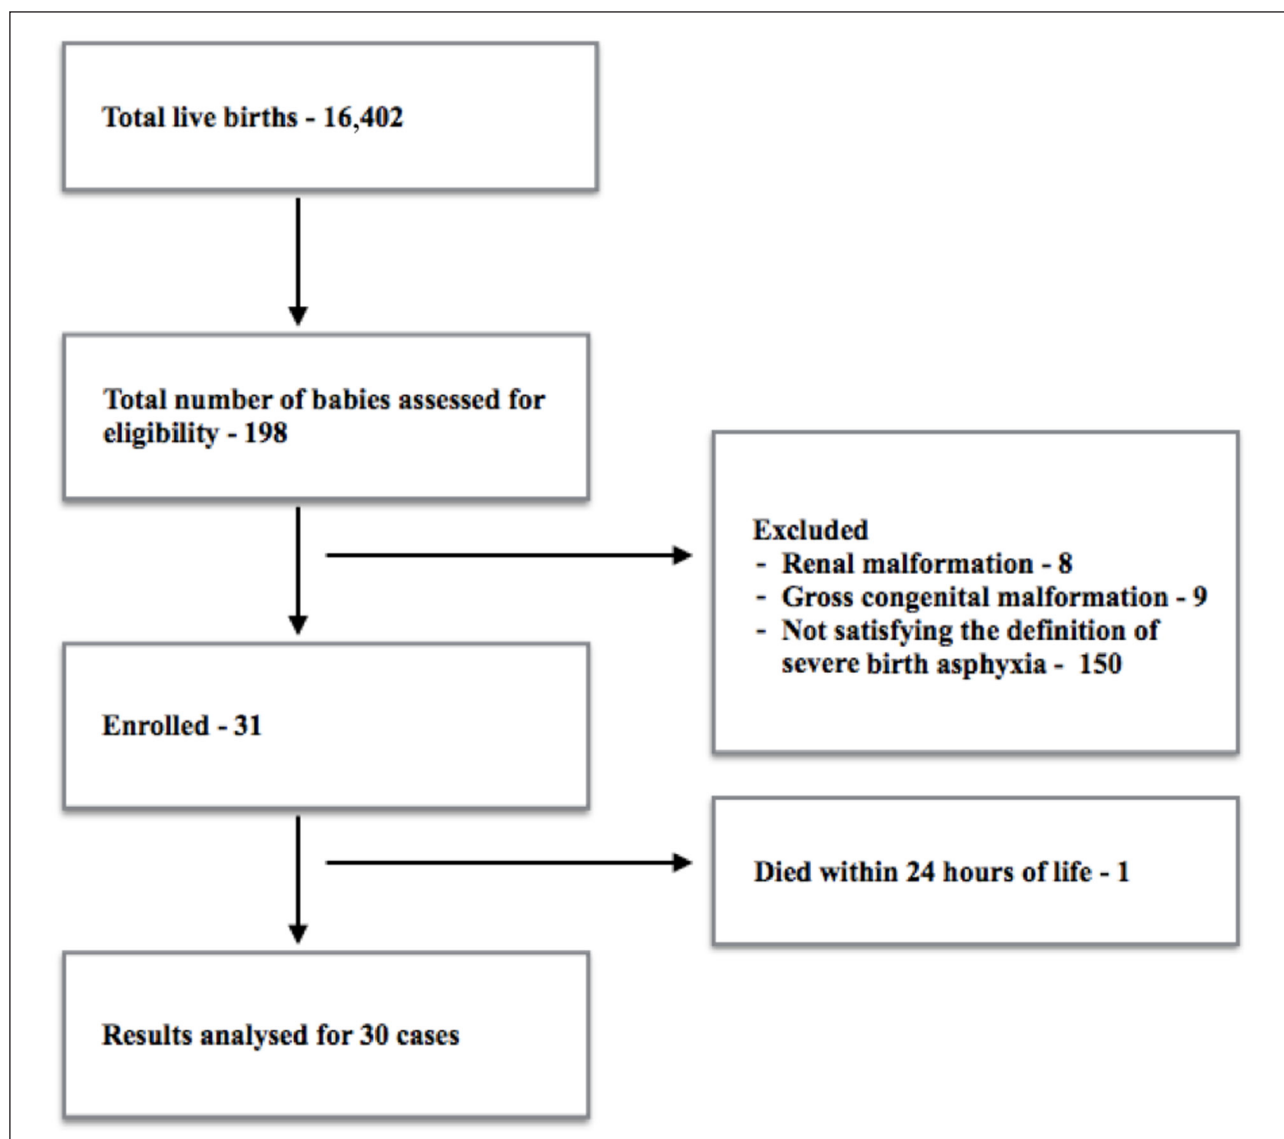 Total live births - 16,402
Total number of babies assessed for
eligibility - 198
Excluded
- Renal malformation - 8
- Gross congenital malformation - 9
- Not satisfying the definition of
severe birth asphyxia - 150
Enrolled - 31
Died within 24 hours of life - 1
Results analysed for 30 cases